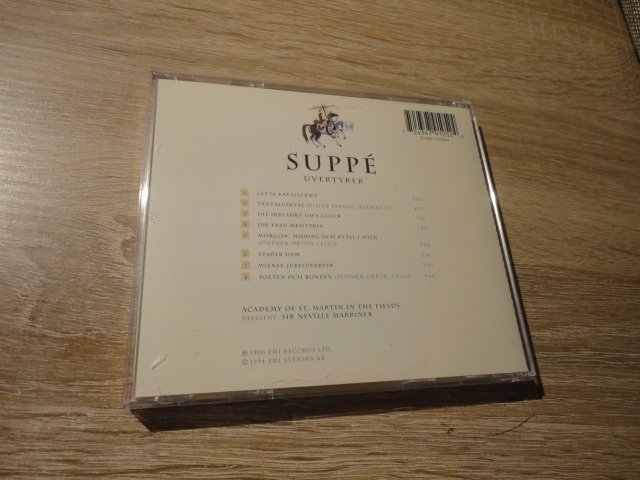 SUPPÉ
UVERTYRER
1 LÄTTA KAVALLERIET
2 TANTALUSKVAL (JULIAN FARRELL, KLARINETT)
3 DIE IRRFAHRT UMS GLÜCK
4 DIE FRAU MEISTERIN
5 MORGON, MIDDAG OCH KVÄLL I WIEN
(STEPHEN ORTON, CELLO)
6 SPADER DAM
7 WIENSK JUBELUVERTYR
8 POETEN OCH BONDEN (STEPHEN ORTON, CELLO)
ACADEMY OF ST. MARTIN IN THE FIELDS
DIRIGENT: SIR NEVILLE MARRINER
℗ 1990 EMI RECORDS LTD.
© 1994 EMI SVENSKA AB